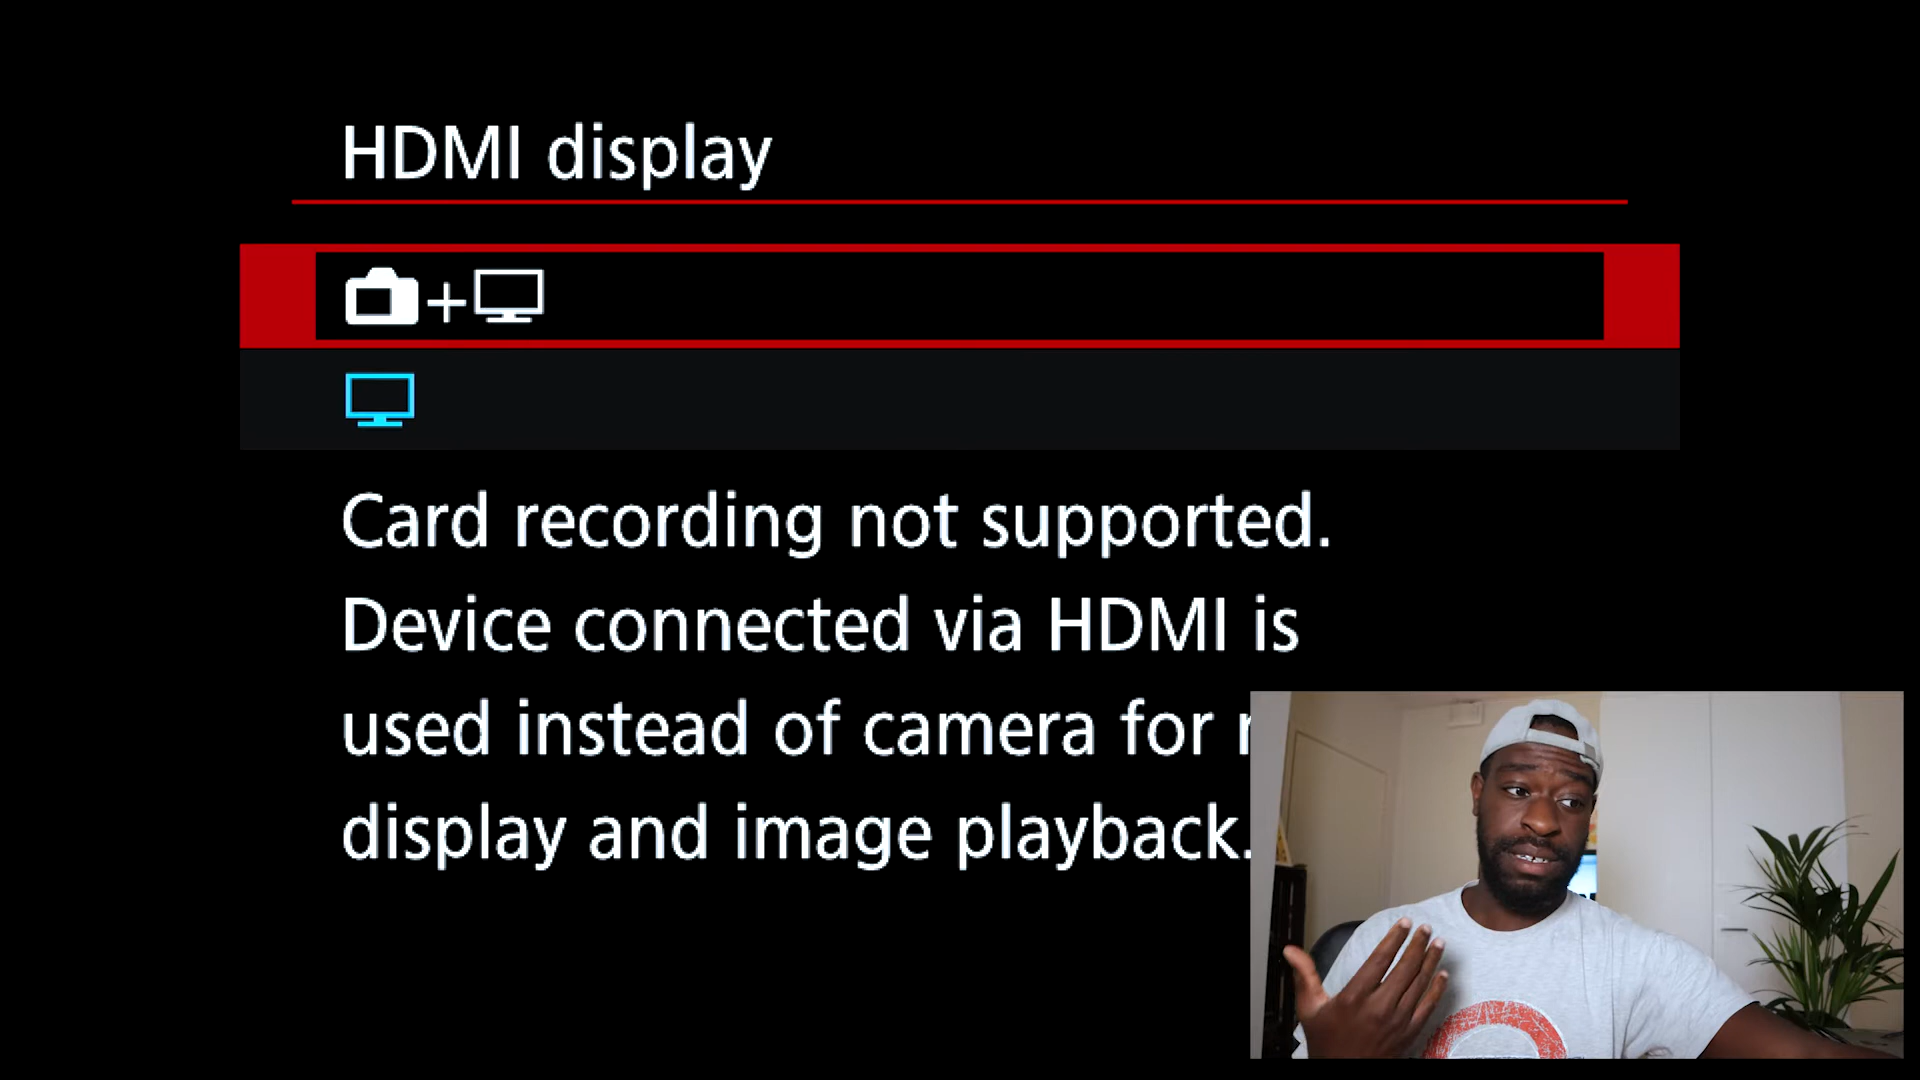 HDMI display
+
Card recording not supported.
Device connected via HDMI is
used instead of camera for
display and image playback.